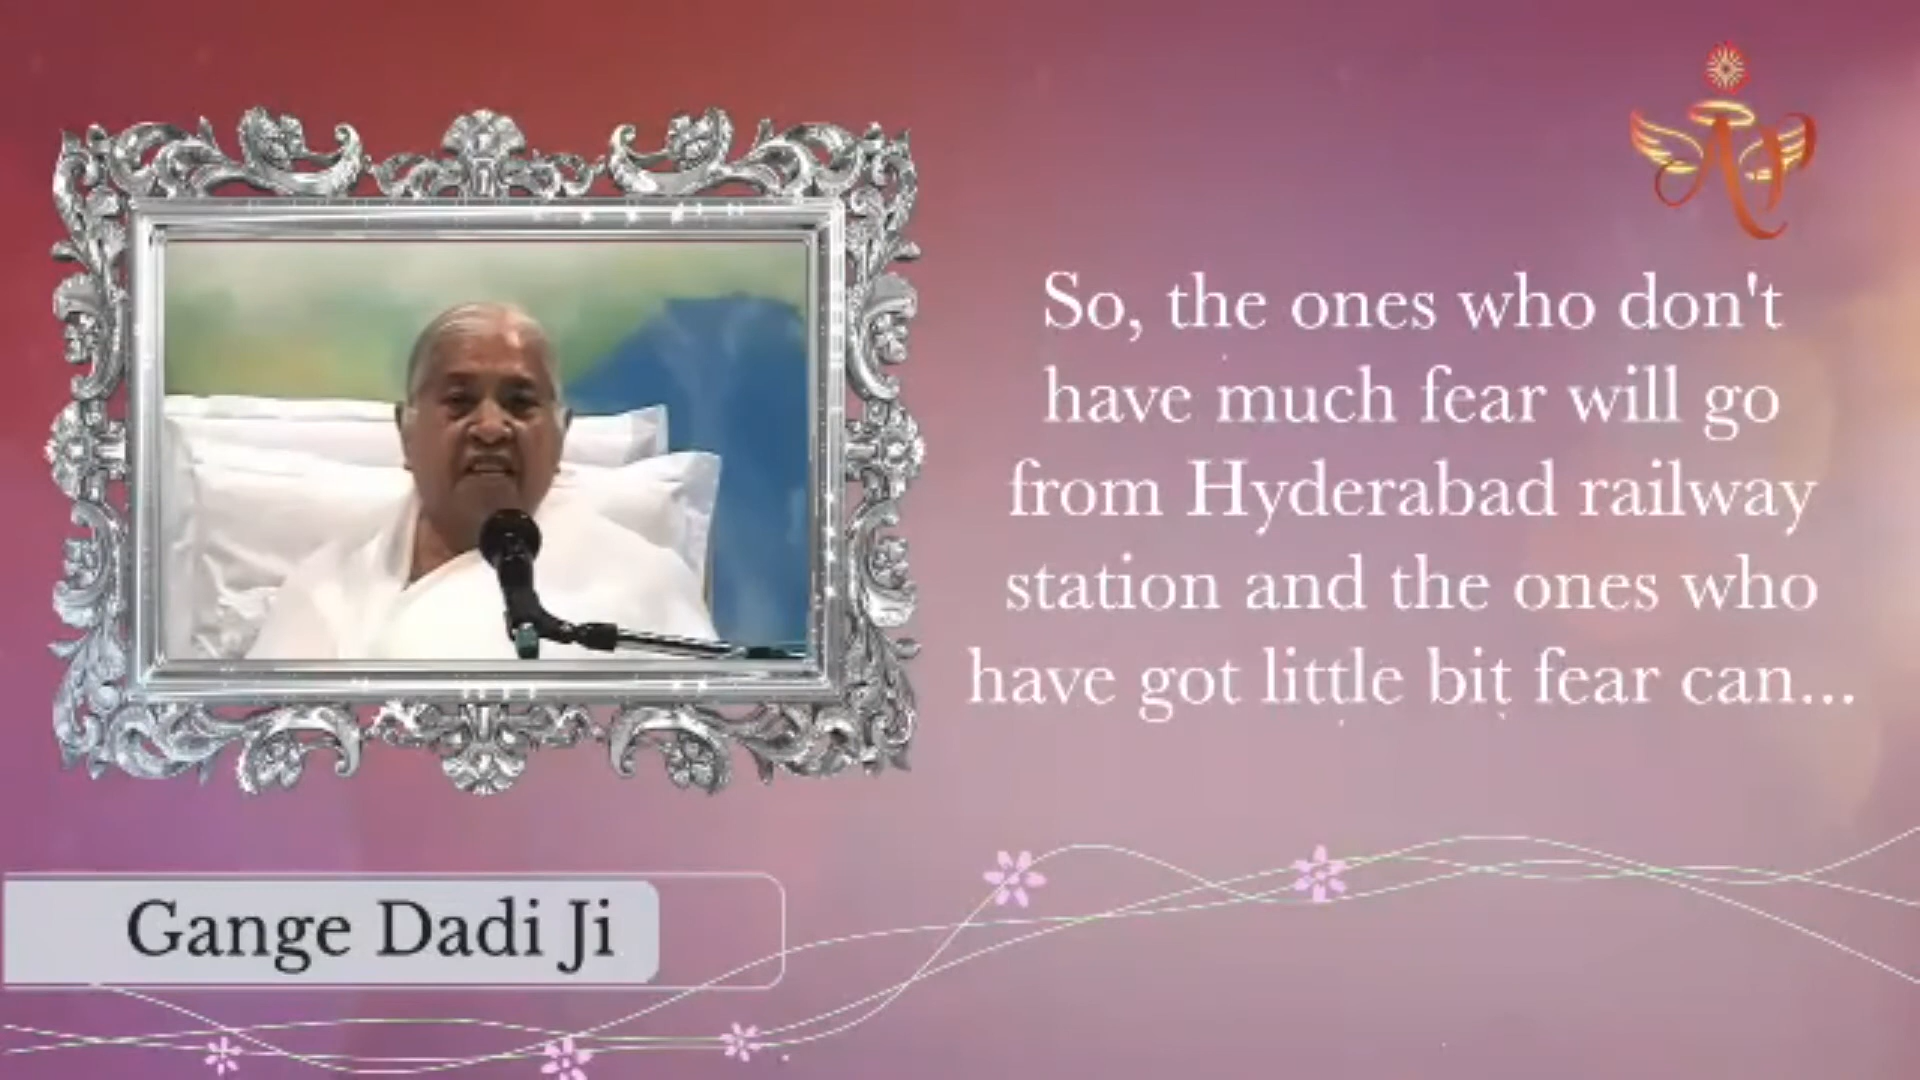 So, the ones who don't
have much fear will go
from Hyderabad railway
station and the ones who
have got little bit fear can...
Gange Dadi Ji